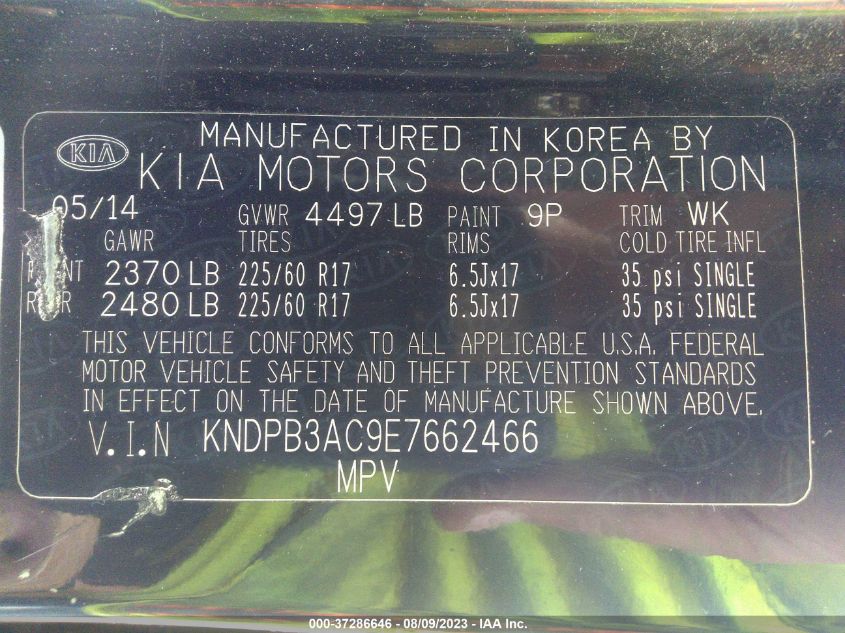 MANUFACTURED IN KOREA BY
KIA KIA MOTORS CORPORATION
05/14 GVWR 4497 LB PAINT 9P TRIM WK
GAWR TIRES RIMS COLD TIRE INFL
2370 LB 225/60 R17 6.5Jx17 35 psi SINGLE
2480 LB 225/60 R17 6.5Jx17 35 psi SINGLE
THIS VEHICLE CONFORMS TO ALL APPLICABLE U.S.A. FEDERAL
MOTOR VEHICLE SAFETY AND THEFT PREVENTION STANDARDS
IN EFFECT ON THE DATE OF MANUFACTURE SHOWN ABOVE.
V.I.N KNDPB3AC9E7662466
MPV
000-37286646 - 08/09/2023 - IAA Inc.